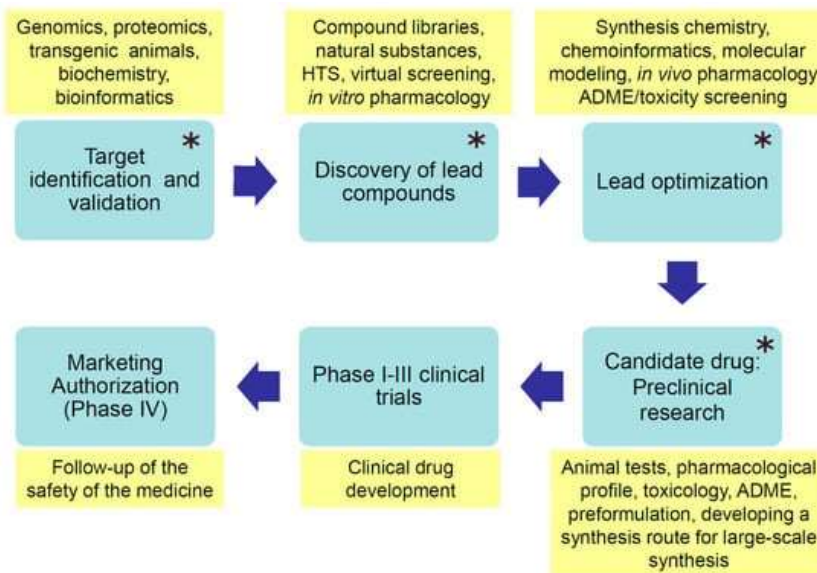 Genomics, proteomics,
transgenic animals,
biochemistry,
bioinformatics
*
Target
identification and
validation
Compound libraries,
natural substances,
HTS, virtual screening,
in vitro pharmacology
*
Discovery of lead
compounds
Synthesis chemistry,
chemoinformatics, molecular
modeling, in vivo pharmacology
ADME/toxicity screening
*
Lead optimization
*
Candidate drug:
Preclinical
research
Animal tests, pharmacological
profile, toxicology, ADME,
preformulation, developing a
synthesis route for large-scale
synthesis
Phase I-III clinical
trials
Clinical drug
development
Marketing
Authorization
(Phase IV)
Follow-up of the
safety of the medicine